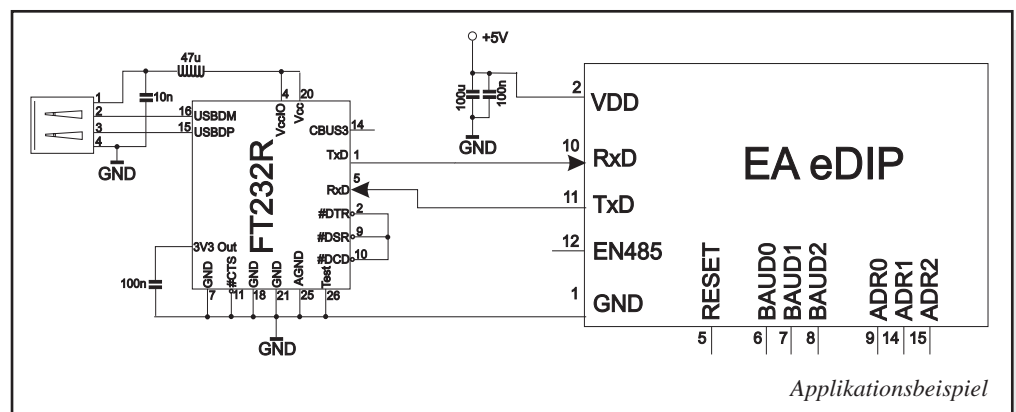 47u
1
2
3
4
10n
GND
16 USBDM
15 USBDP
4
VccIO
20
Vcc
CBUS3 14
TxD 1
RxD 5
#DTR 2
#DSR 9
#DCD 10
FT232R
3V3 Out
100n
GND
7
#CTS
11
GND
18
GND
21
AGND
25
Test
26
GND
+5V
100u
100n
GND
2 VDD
10 RxD
11 TxD
12 EN485
1 GND
EA eDIP
RESET
5
BAUD0
6
BAUD1
7
BAUD2
8
ADR0
9
ADR1
14
ADR2
15
Applikationsbeispiel